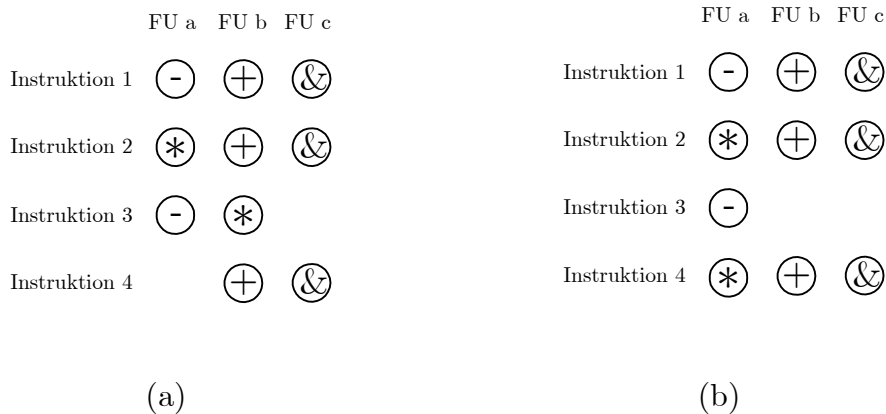 FU a FU b FU c
Instruktion 1 - + &
Instruktion 2 * + &
Instruktion 3 - *
Instruktion 4 + &
(a)
FU a FU b FU c
Instruktion 1 - + &
Instruktion 2 * + &
Instruktion 3 -
Instruktion 4 * + &
(b)